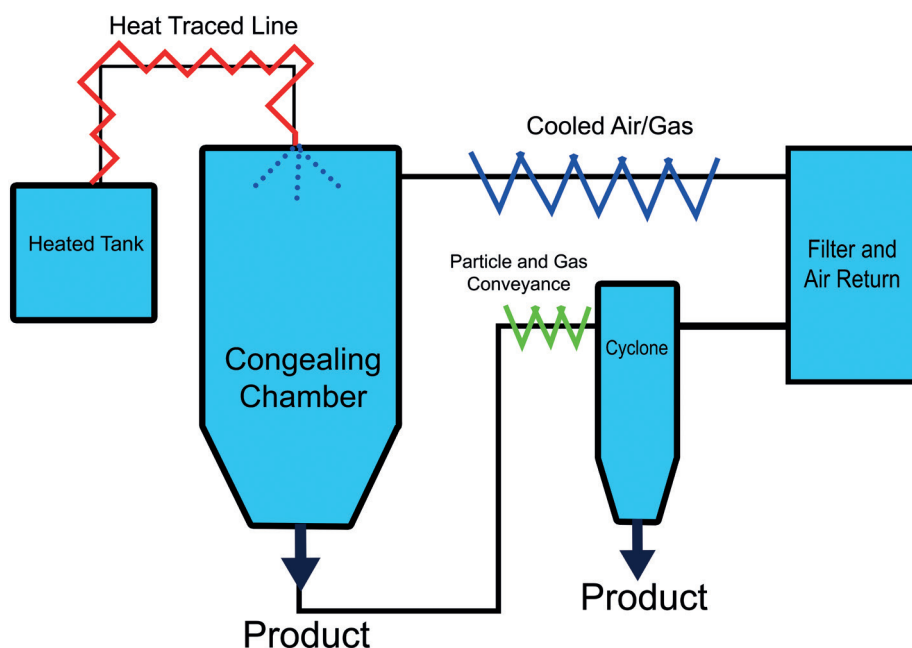 Heat Traced Line
Cooled Air/Gas
Heated Tank
Filter and
Air Return
Particle and Gas
Conveyance
Cyclone
Congealing
Chamber
Product
Product